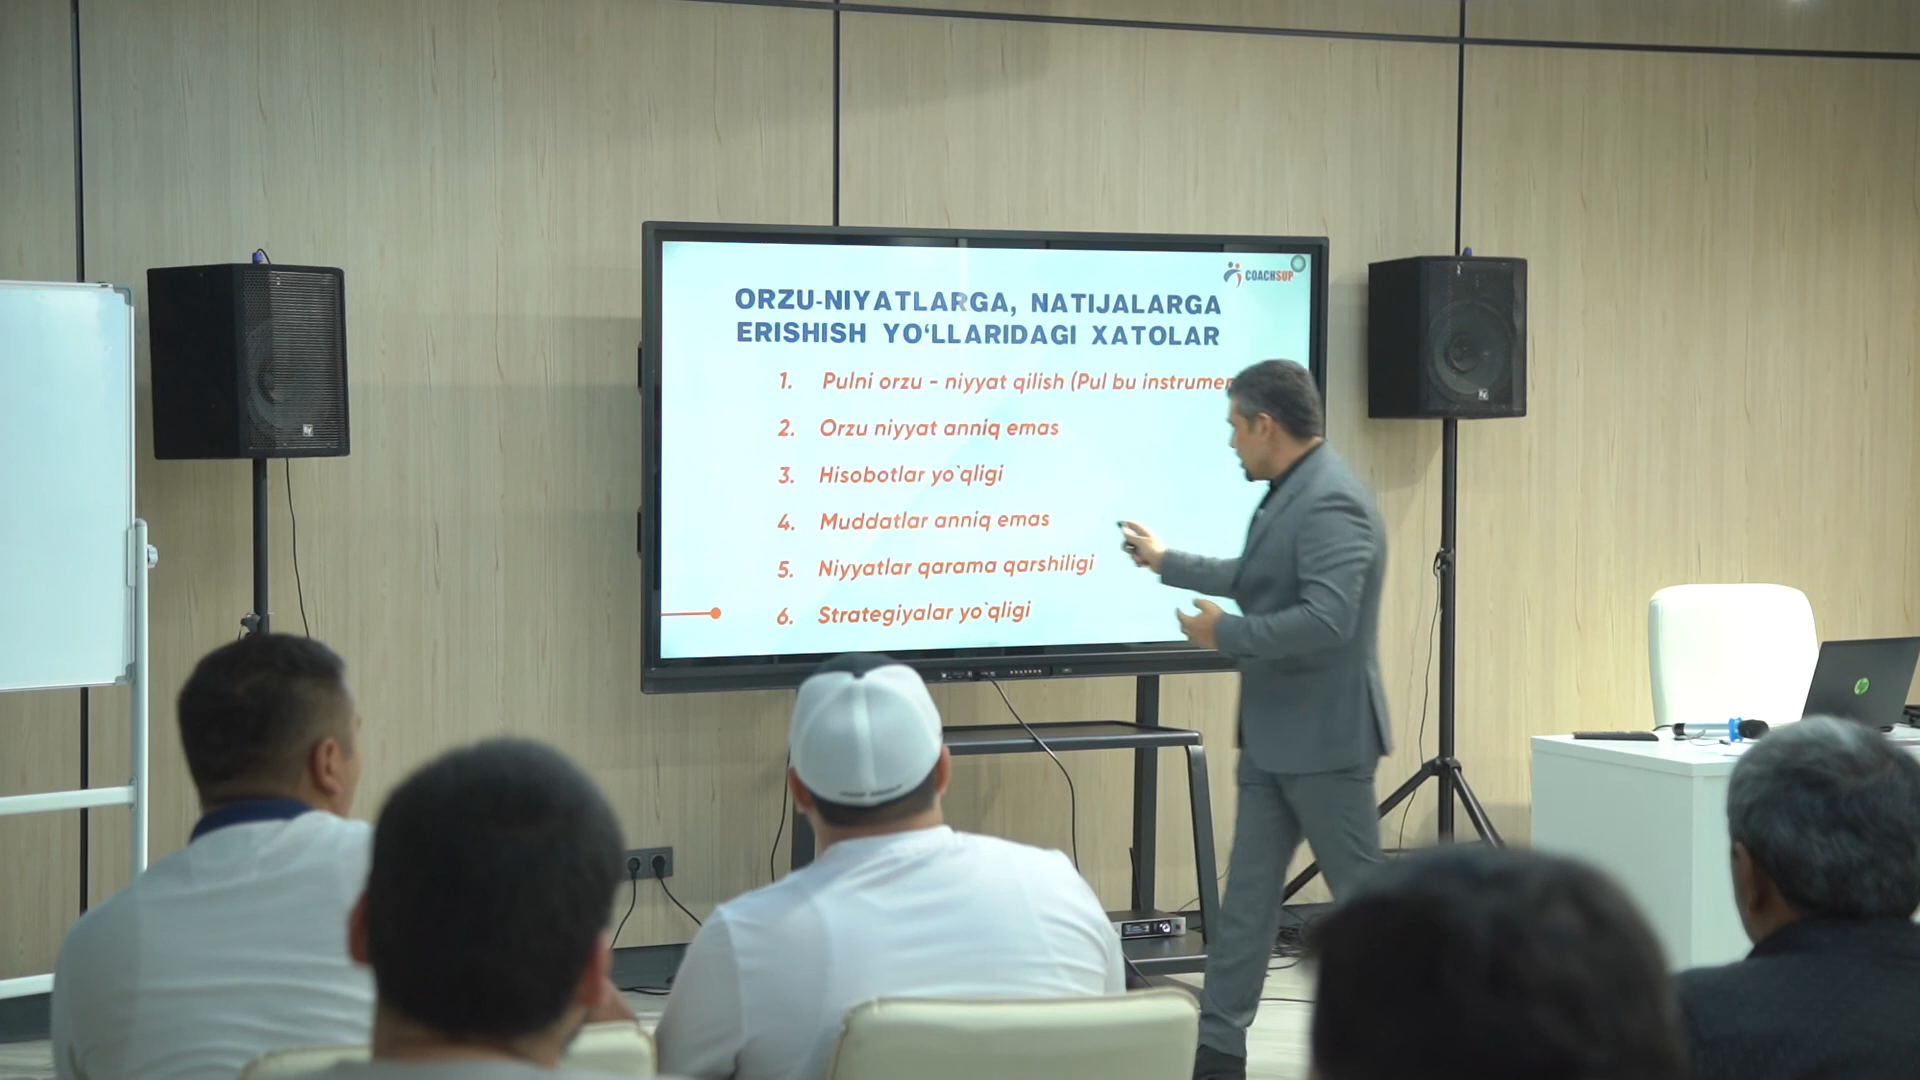 COACHSUP
ORZU-NIYATLARGA, NATIJALARGA
ERISHISH YO‘LLARIDAGI XATOLAR
1. Pulni orzu - niyyat qilish (Pul bu
2. Orzu niyyat anniq emas
3. Hisobotlar yo`qligi
4. Muddatlar anniq emas
5. Niyyatlar qarama qarshiligi
6. Strategiyalar yo`qligi
hp